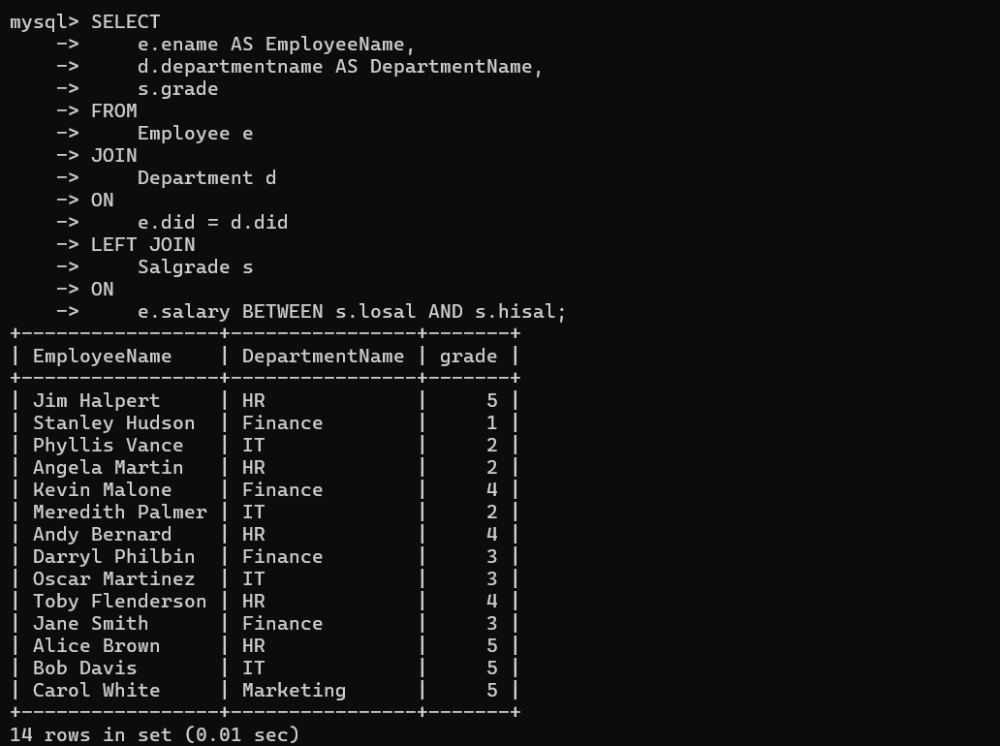 mysql> SELECT
    ->     e.ename AS EmployeeName,
    ->     d.departmentname AS DepartmentName,
    ->     s.grade
    -> FROM
    ->     Employee e
    -> JOIN
    ->     Department d
    -> ON
    ->     e.did = d.did
    -> LEFT JOIN
    ->     Salgrade s
    -> ON
    ->     e.salary BETWEEN s.losal AND s.hisal;
+-----------------+----------------+-------+
| EmployeeName    | DepartmentName | grade |
+-----------------+----------------+-------+
| Jim Halpert     | HR             |     5 |
| Stanley Hudson  | Finance        |     1 |
| Phyllis Vance   | IT             |     2 |
| Angela Martin   | HR             |     2 |
| Kevin Malone    | Finance        |     4 |
| Meredith Palmer | IT             |     2 |
| Andy Bernard    | HR             |     4 |
| Darryl Philbin  | Finance        |     3 |
| Oscar Martinez  | IT             |     3 |
| Toby Flenderson | HR             |     4 |
| Jane Smith      | Finance        |     3 |
| Alice Brown     | HR             |     5 |
| Bob Davis       | IT             |     5 |
| Carol White     | Marketing      |     5 |
+-----------------+----------------+-------+
14 rows in set (0.01 sec)